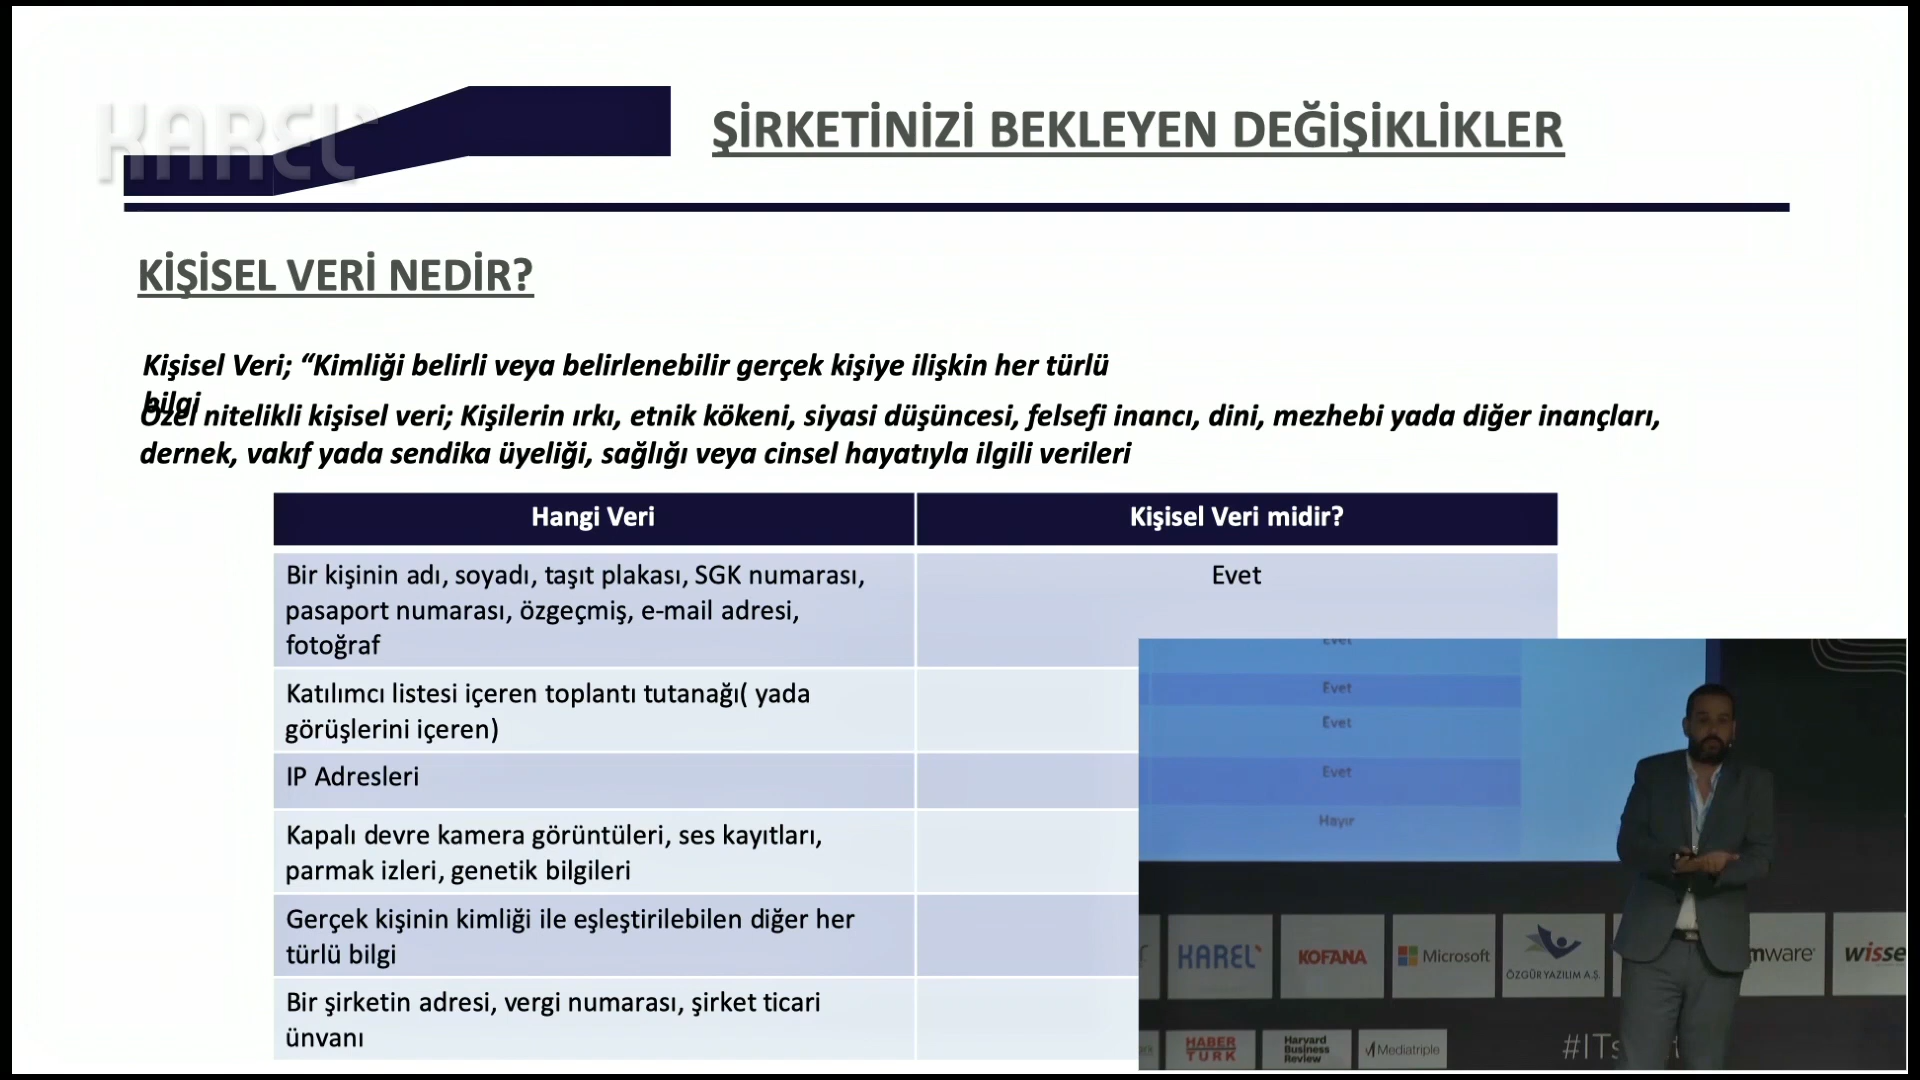 KAREL
ŞİRKETİNİZİ BEKLEYEN DEĞİŞİKLİKLER
KİŞİSEL VERİ NEDİR?
Kişisel Veri; “Kimliği belirli veya belirlenebilir gerçek kişiye ilişkin her türlü
bilgi
Özel nitelikli kişisel veri; Kişilerin ırkı, etnik kökeni, siyasi düşüncesi, felsefi inancı, dini, mezhebi yada diğer inançları,
dernek, vakıf yada sendika üyeliği, sağlığı veya cinsel hayatıyla ilgili verileri
Hangi Veri
Kişisel Veri midir?
Bir kişinin adı, soyadı, taşıt plakası, SGK numarası,
pasaport numarası, özgeçmiş, e-mail adresi,
fotoğraf
Evet
Katılımcı listesi içeren toplantı tutanağı( yada
görüşlerini içeren)
IP Adresleri
Kapalı devre kamera görüntüleri, ses kayıtları,
parmak izleri, genetik bilgileri
Gerçek kişinin kimliği ile eşleştirilebilen diğer her
türlü bilgi
Bir şirketin adresi, vergi numarası, şirket ticari
ünvanı
Evet
Evet
Evet
Evet
Hayır
KAREL
KOFANA
Microsoft
ÖZGÜR YAZILIM A.Ş.
mware
wisse
HABER
TURK
Harvard
Business
Review
Mediatriple
#ITs